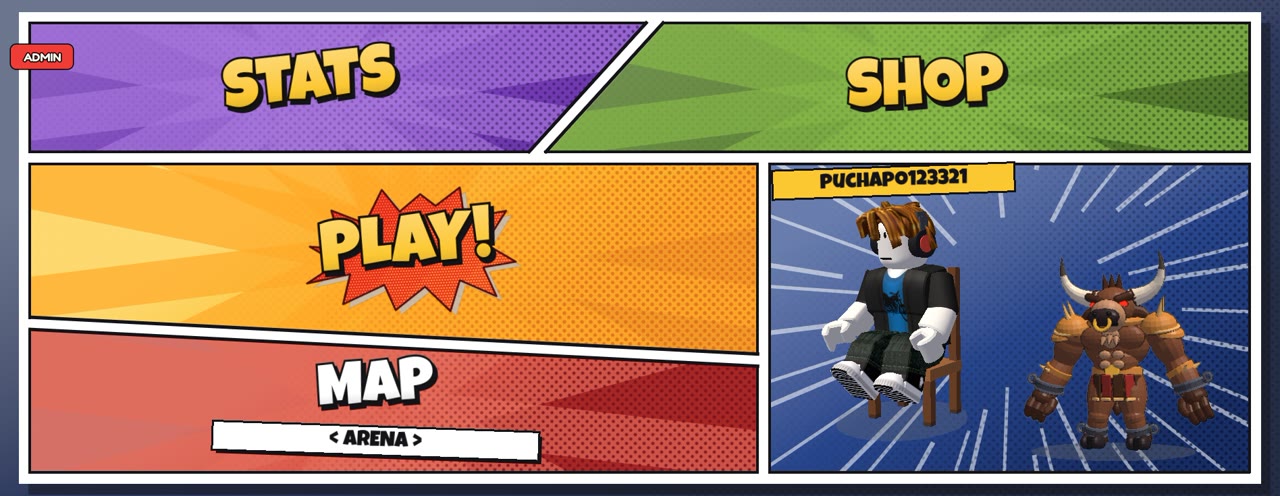 STATS
SHOP
ADMIN
PLAY!
PUCHAPO123321
MAP
< ARENA >